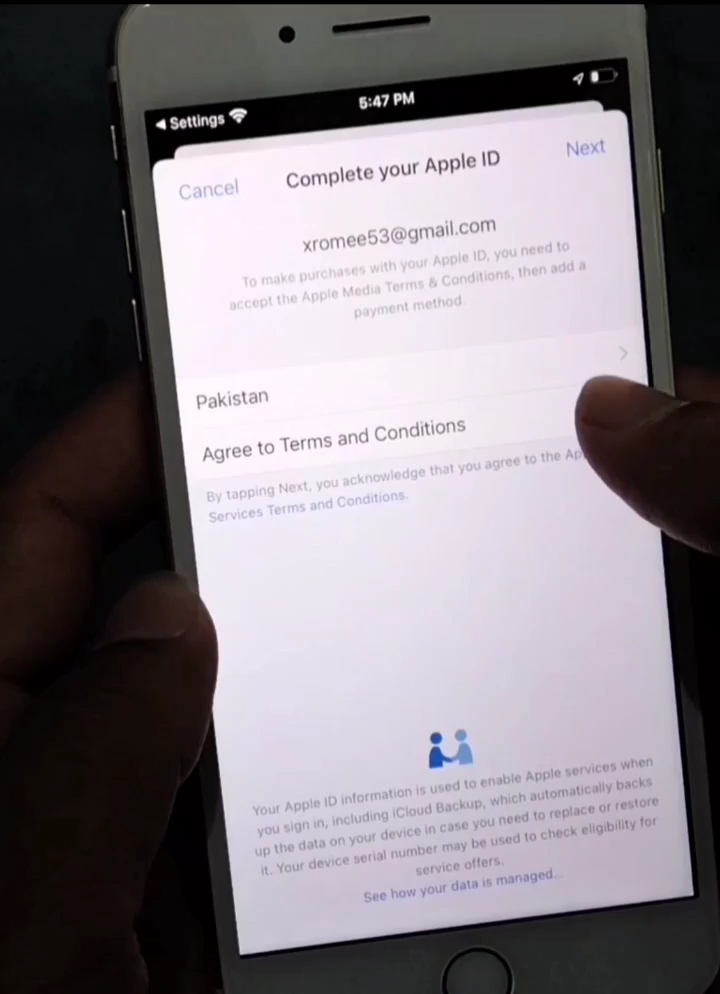 Settings
5:47 PM
Cancel
Complete your Apple ID
Next
xromee53@gmail.com
To make purchases with your Apple ID, you need to
accept the Apple Media Terms & Conditions, then add a
payment method.
Pakistan
Agree to Terms and Conditions
By tapping Next, you acknowledge that you agree to the
Services Terms and Conditions.
Your Apple ID information is used to enable Apple services when
you sign in, including iCloud Backup, which automatically backs
up the data on your device in case you need to replace or restore
it. Your device serial number may be used to check eligibility for
service offers.
See how your data is managed...